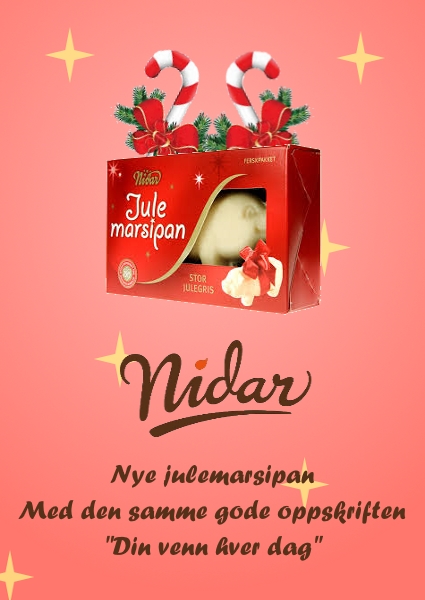 Nidar
FERSKPAKKET
Jule
marsipan
STOR
JULEGRIS
Nidar
Nye julemarsipan
Med den samme gode oppskriften
"Din venn hver dag"